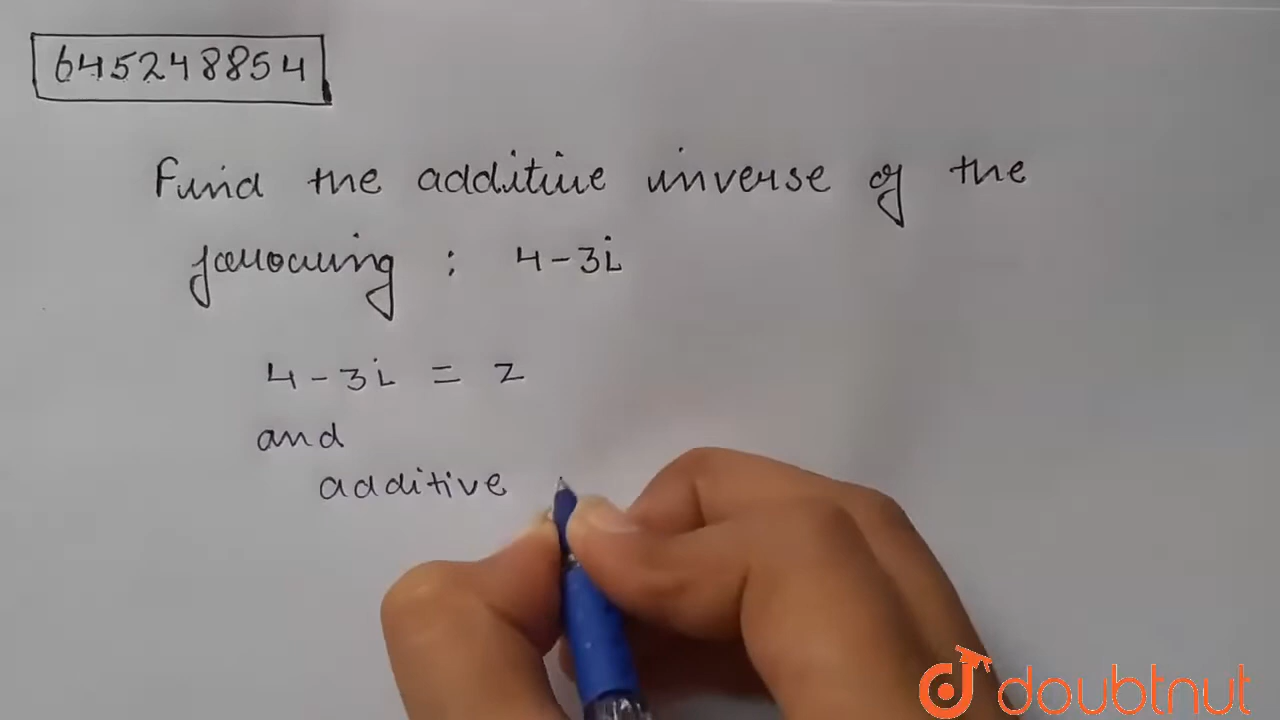 645248854
Find the additive inverse of the
following : 4-3i
4-3i = z
and
additive
doubtnut